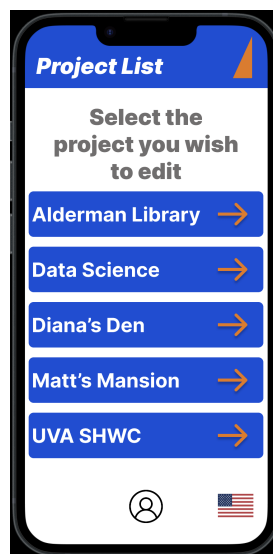 Project List
Select the
project you wish
to edit
Alderman Library
Data Science
Diana's Den
Matt's Mansion
UVA SHWC